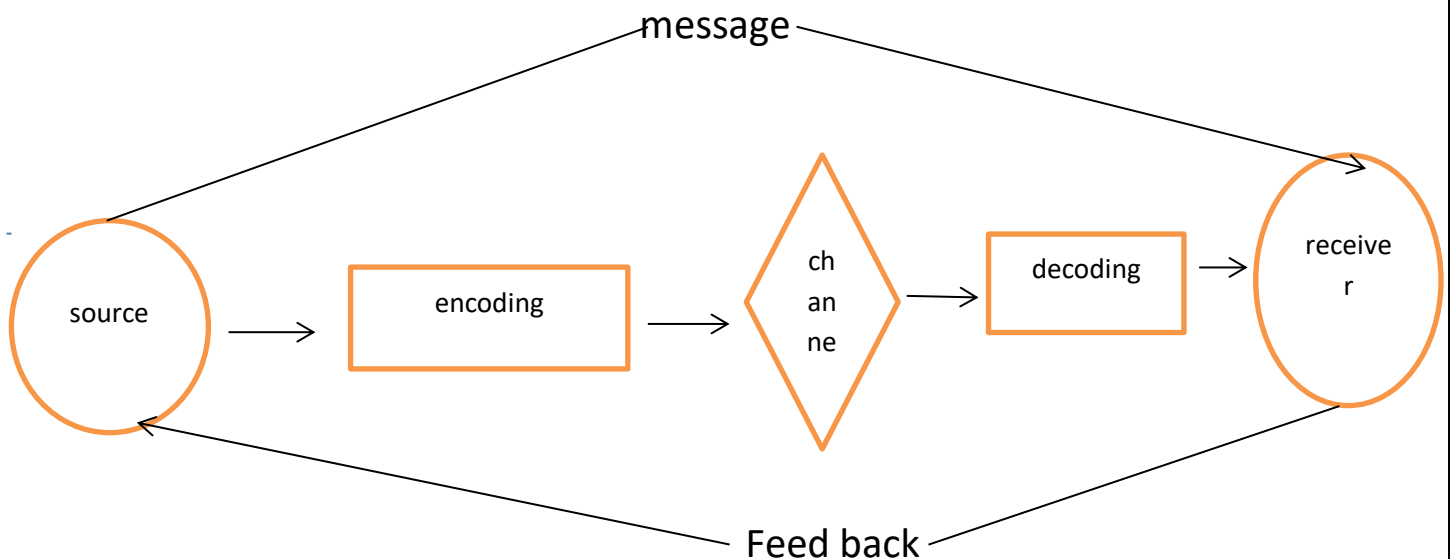 message
source
encoding
ch
an
ne
decoding
receive
r
Feed back